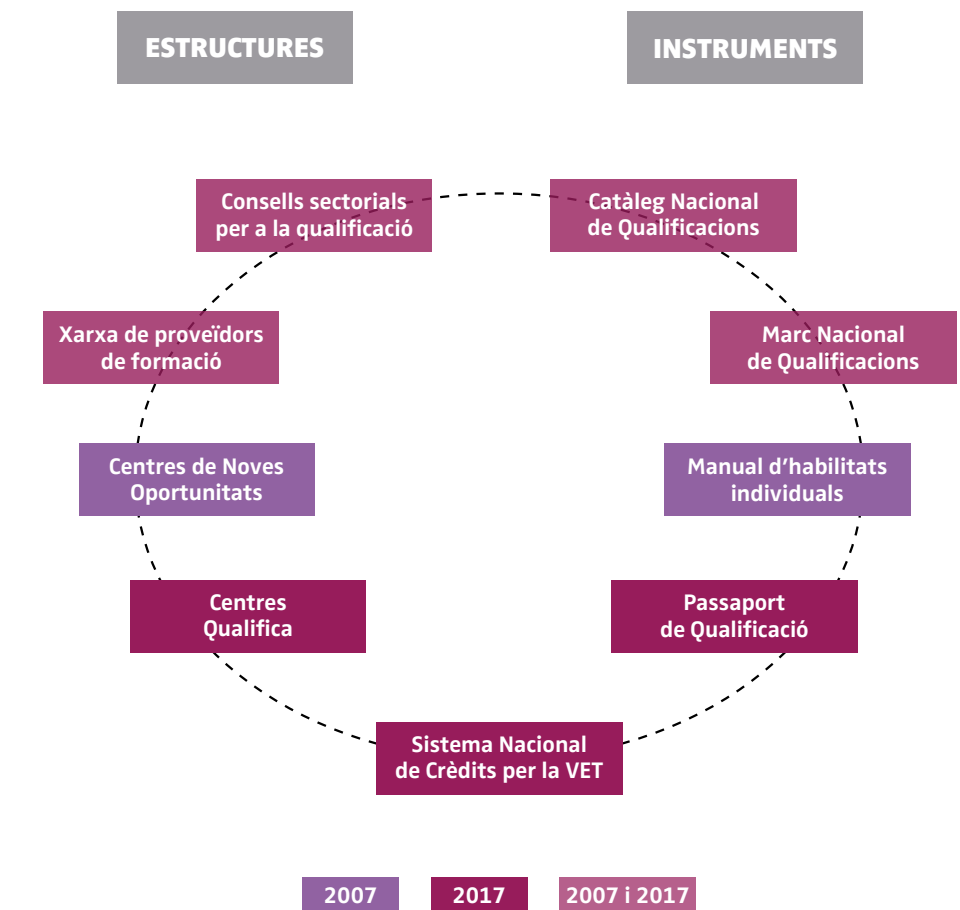 ESTRUCTURES
INSTRUMENTS
Consells sectorials
per a la qualificació
Catàleg Nacional
de Qualificacions
Xarxa de proveïdors
de formació
Marc Nacional
de Qualificacions
Centres de Noves
Oportunitats
Manual d’habilitats
individuals
Centres
Qualifica
Passaport
de Qualificació
Sistema Nacional
de Crèdits per la VET
2007
2017
2007 i 2017